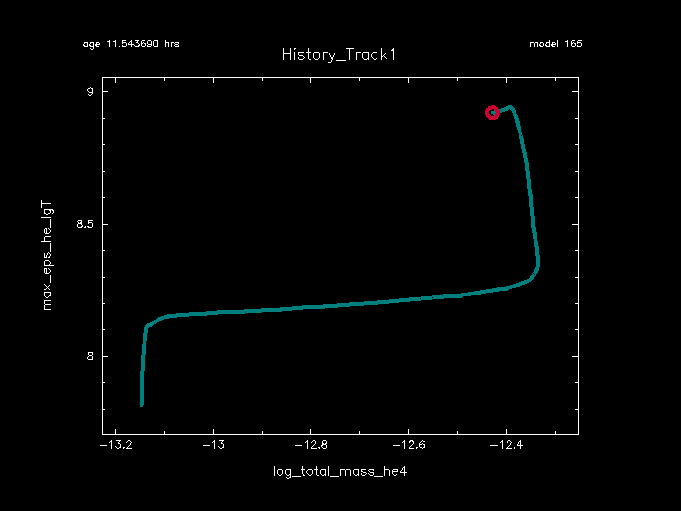 age 11.543690 hrs
model 165
History_Track1
9
8.5
8
max_eps_he_lgT
−13.2
−13
−12.8
−12.6
−12.4
log_total_mass_he4